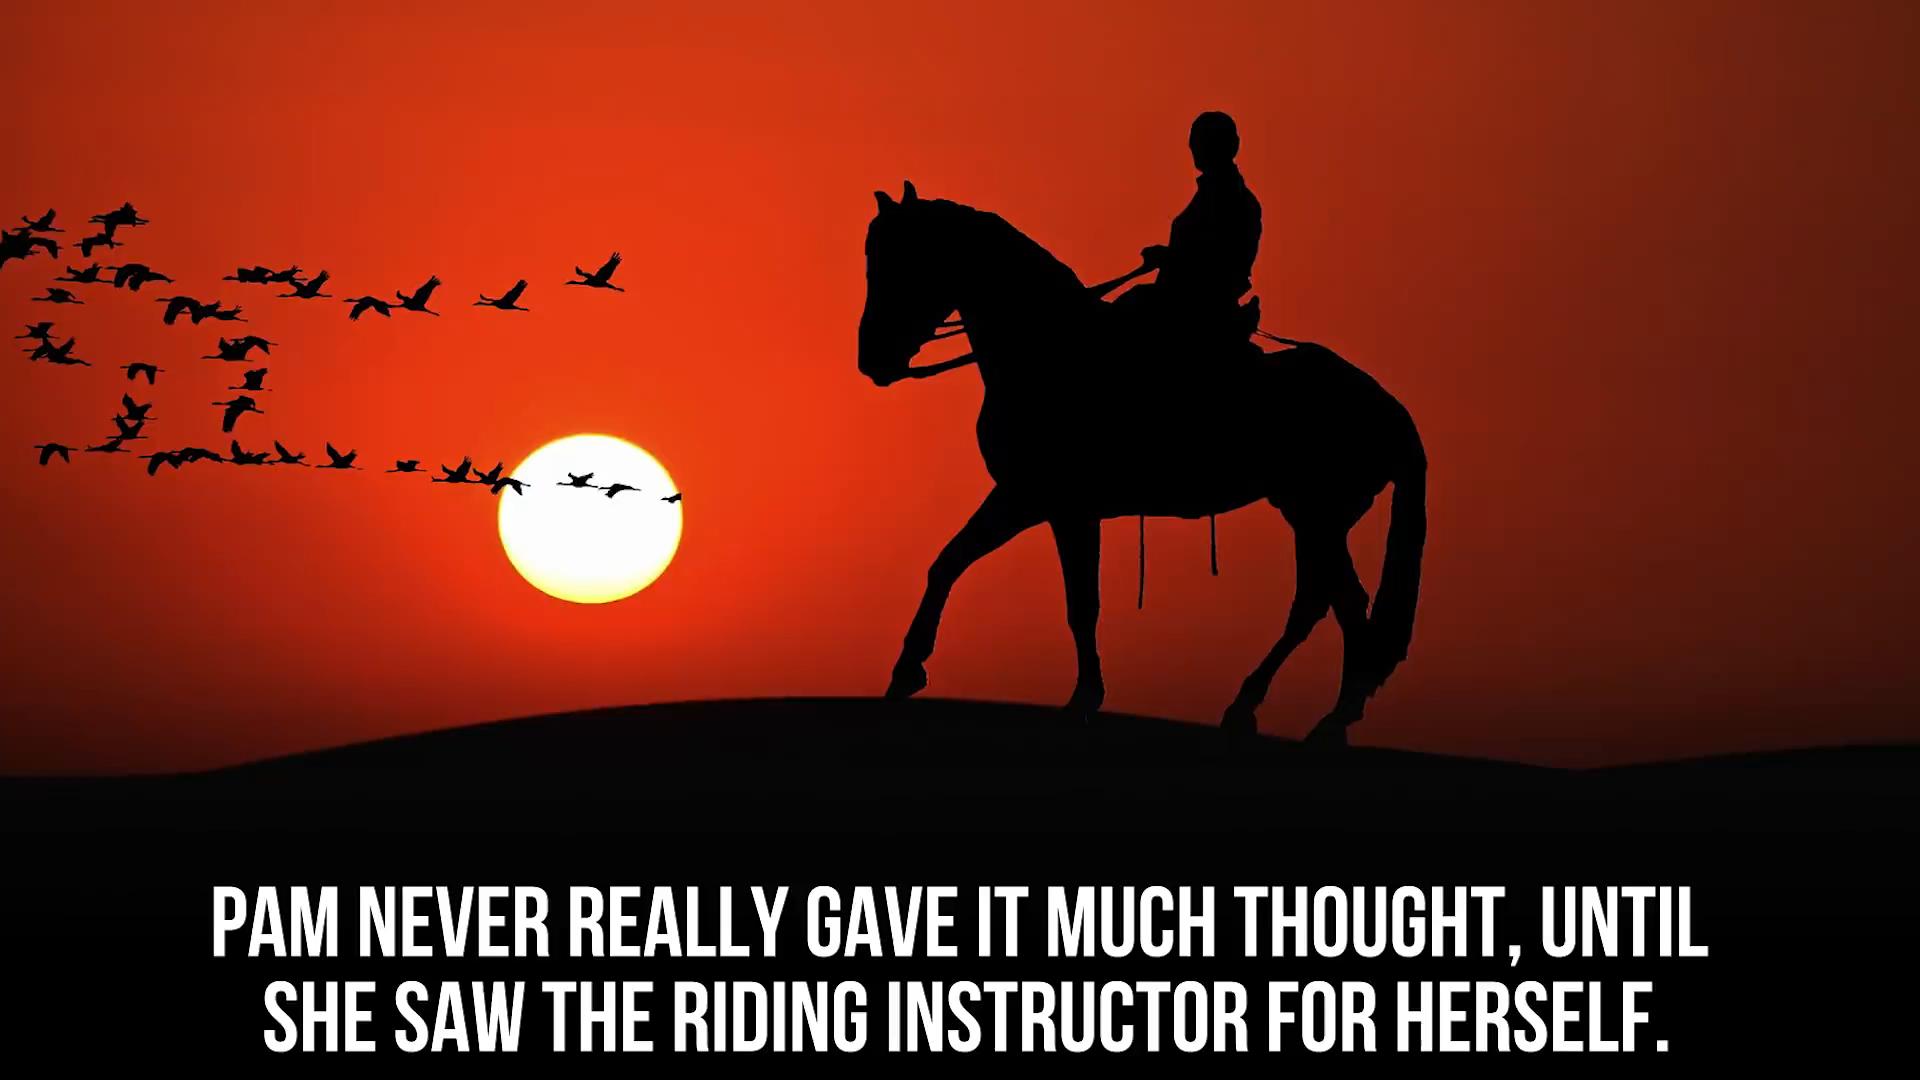 PAM NEVER REALLY GAVE IT MUCH THOUGHT, UNTIL
SHE SAW THE RIDING INSTRUCTOR FOR HERSELF.